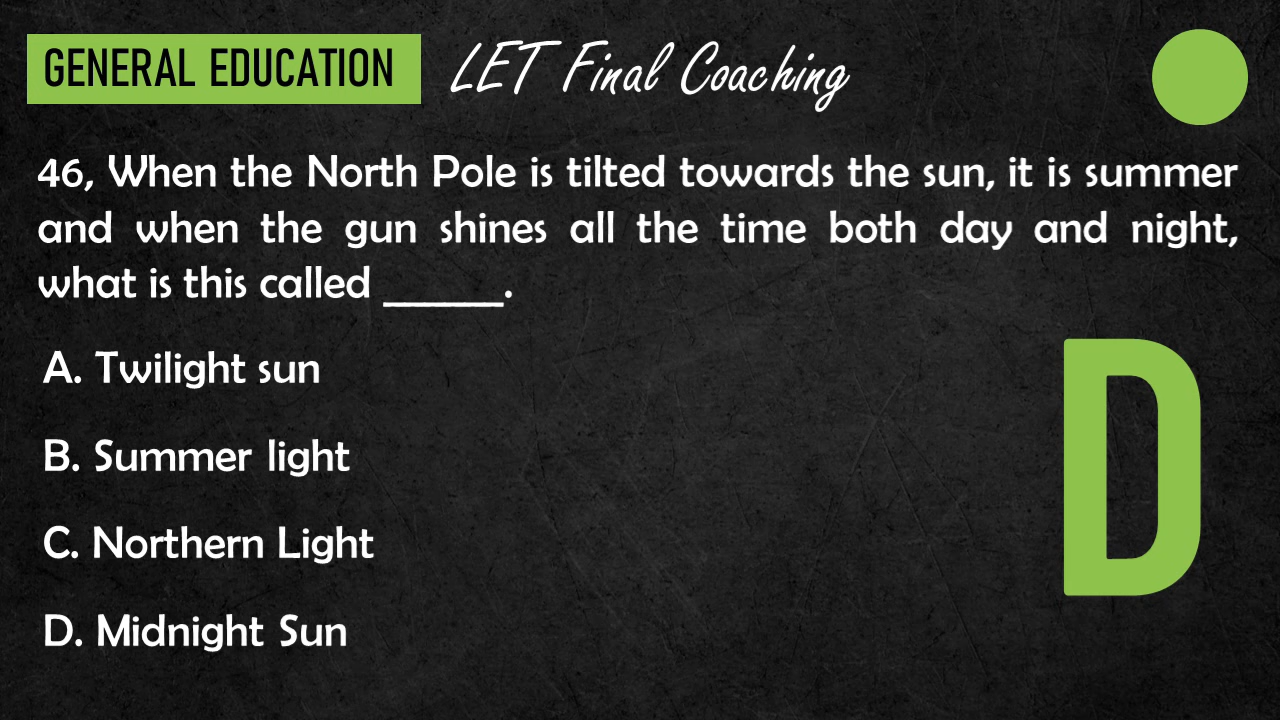 GENERAL EDUCATION LET Final Coaching
46, When the North Pole is tilted towards the sun, it is summer
and when the gun shines all the time both day and night,
what is this called ______.
A. Twilight sun
B. Summer light
C. Northern Light
D. Midnight Sun
D